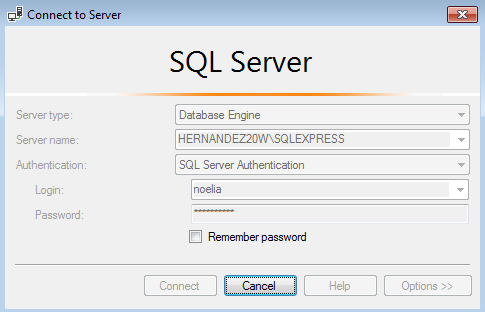 Connect to Server
SQL Server
Server type: Database Engine
Server name: HERNANDEZ20W\SQLEXPRESS
Authentication: SQL Server Authentication
Login: noelia
Password: **********
Remember password
Connect Cancel Help Options >>